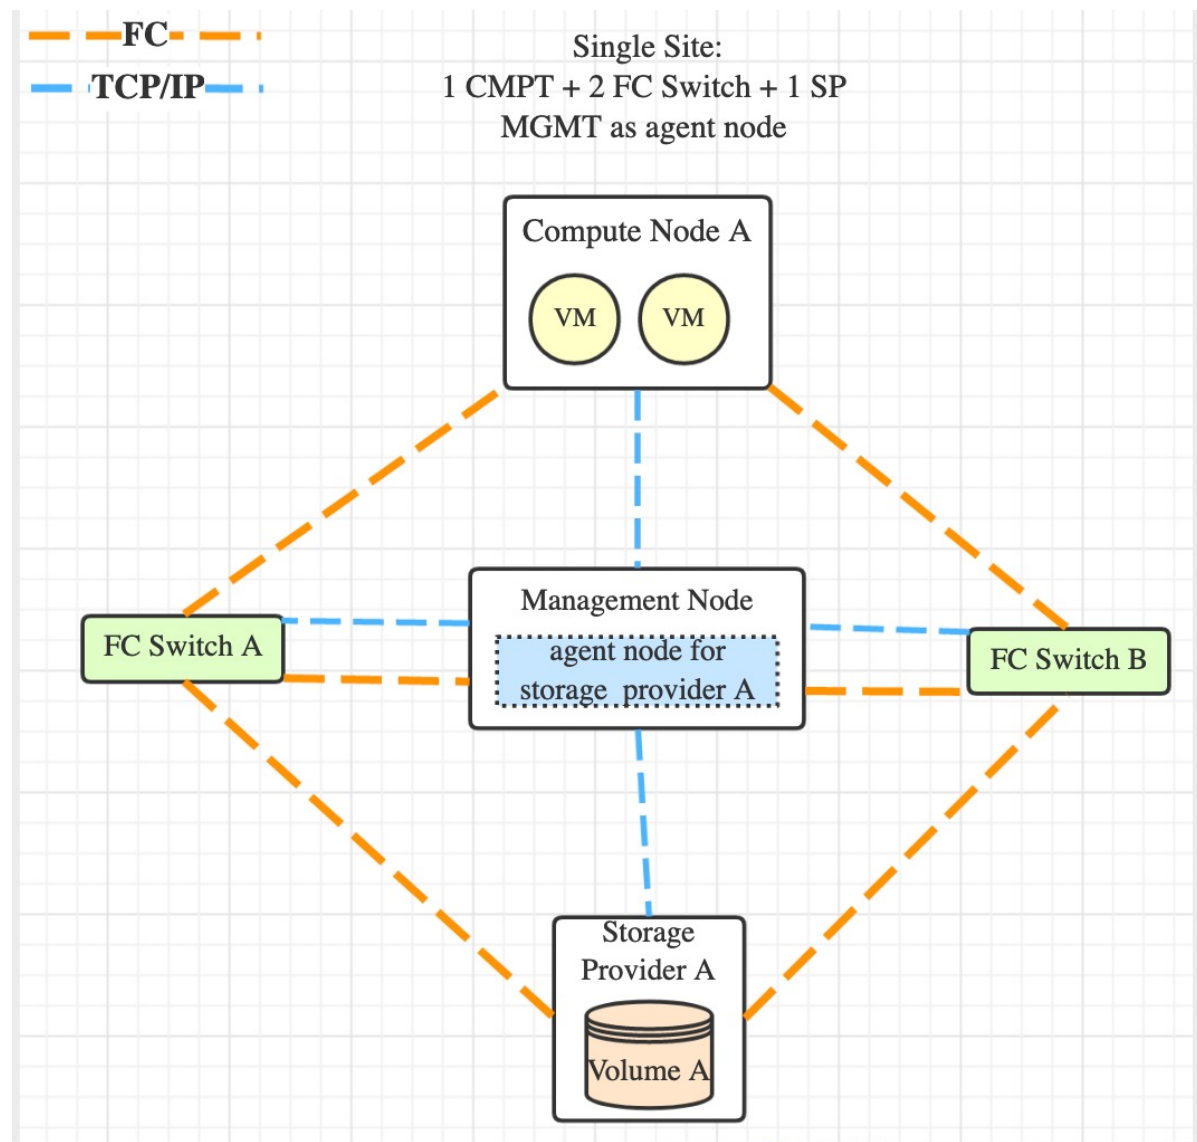 FC
TCP/IP
Single Site:
1 CMPT + 2 FC Switch + 1 SP
MGMT as agent node
Compute Node A
VM
VM
Management Node
agent node for
storage provider A
FC Switch A
FC Switch B
Storage
Provider A
Volume A